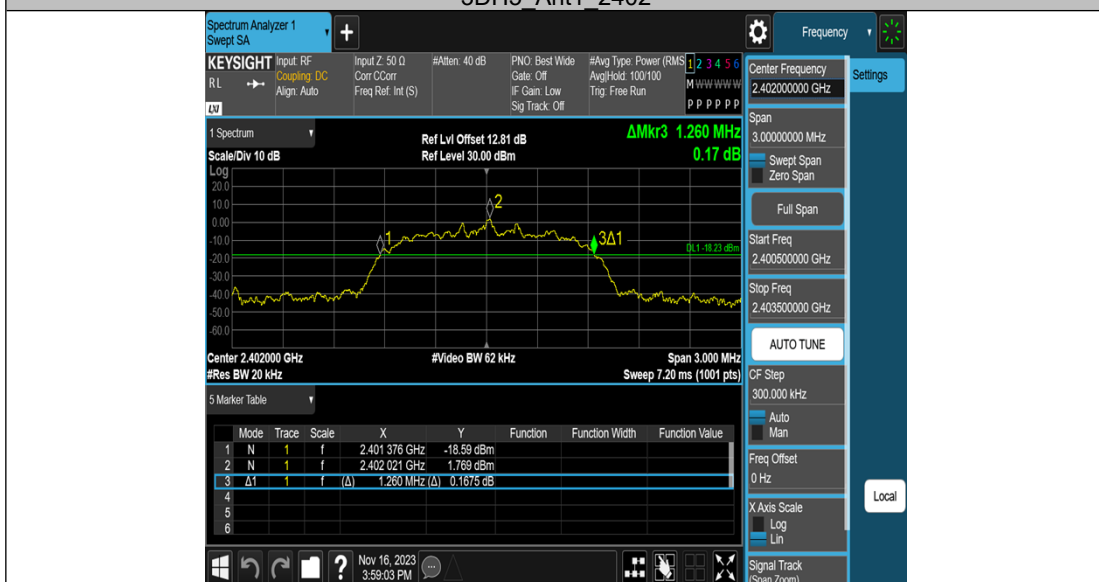 3DH5_Ant1_2402
Spectrum Analyzer 1
Swept SA
+
Frequency
KEYSIGHT
RL
LXI
Input: RF
Coupling: DC
Align: Auto
Input Z: 50 Ω
Corr CCorr
Freq Ref: Int (S)
#Atten: 40 dB
PNO: Best Wide
Gate: Off
IF Gain: Low
Sig Track: Off
#Avg Type: Power (RMS
Avg|Hold: 100/100
Trig: Free Run
1 2 3 4 5 6
M W W W W W
P P P P P P
1 Spectrum
Scale/Div 10 dB
Ref Lvl Offset 12.81 dB
Ref Level 30.00 dBm
ΔMkr3 1.260 MHz
0.17 dB
Log
20.0
10.0
0.00
-10.0
-20.0
-30.0
-40.0
-50.0
-60.0
1
2
3Δ1
DL1 -18.23 dBm
Center 2.402000 GHz
#Res BW 20 kHz
#Video BW 62 kHz
Span 3.000 MHz
Sweep 7.20 ms (1001 pts)
5 Marker Table
Mode Trace Scale X Y Function Function Width Function Value
1 N 1 f 2.401 376 GHz -18.59 dBm
2 N 1 f 2.402 021 GHz 1.769 dBm
3 Δ1 1 f (Δ) 1.260 MHz (Δ) 0.1675 dB
4
5
6
?
Nov 16, 2023
3:59:03 PM
Center Frequency
2.402000000 GHz
Settings
Span
3.00000000 MHz
Swept Span
Zero Span
Full Span
Start Freq
2.400500000 GHz
Stop Freq
2.403500000 GHz
AUTO TUNE
CF Step
300.000 kHz
Auto
Man
Freq Offset
0 Hz
X Axis Scale
Log
Lin
Local
Signal Track
(Span Zoom)